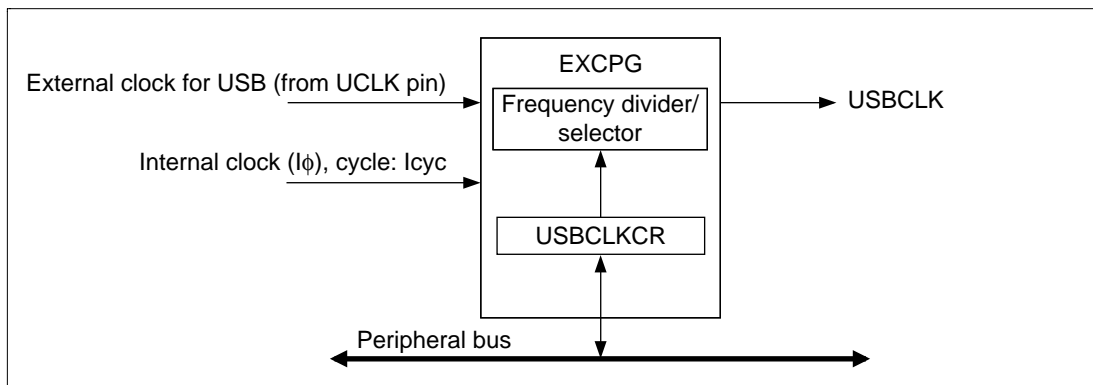 EXCPG
External clock for USB (from UCLK pin)
Frequency divider/
selector
USBCLK
Internal clock (Iϕ), cycle: Icyc
USBCLKCR
Peripheral bus